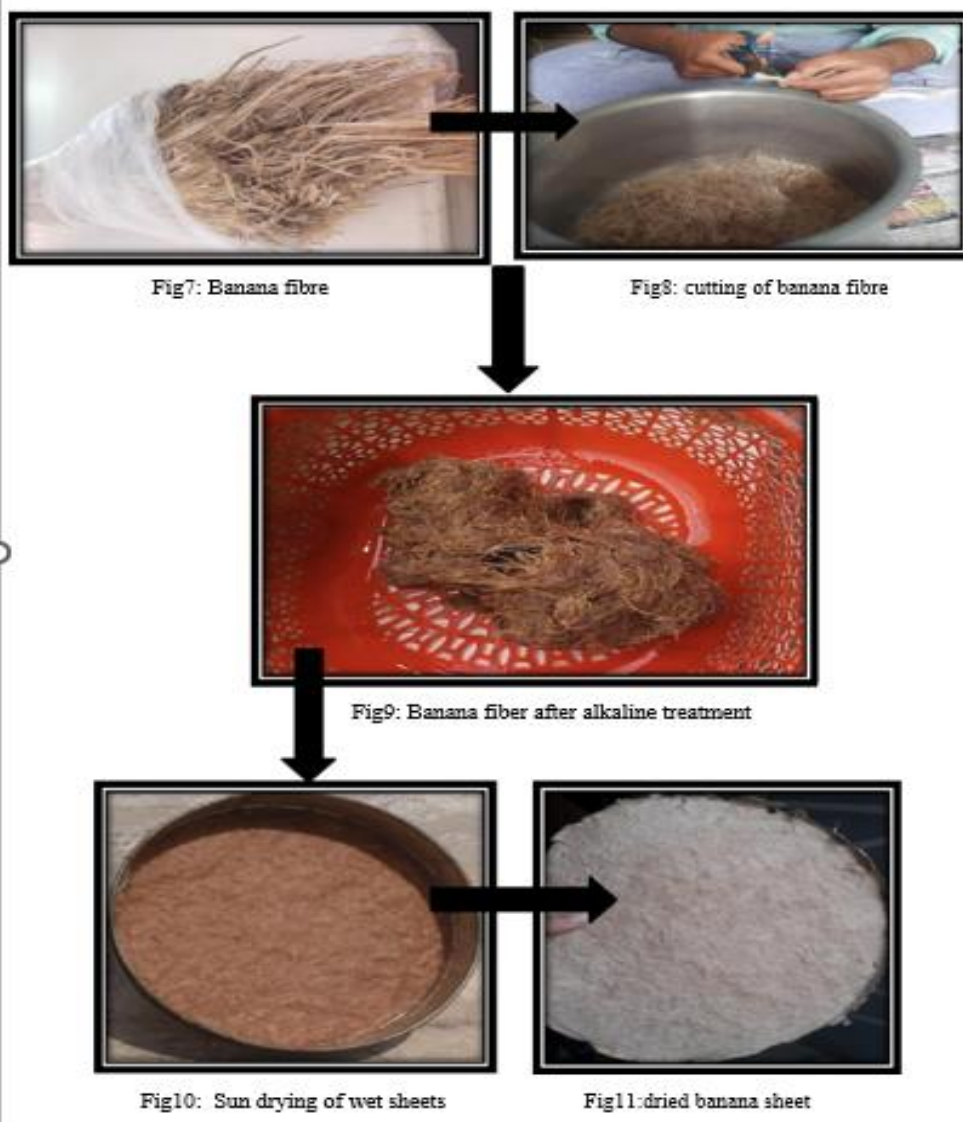 Fig7: Banana fibre
Fig8: cutting of banana fibre
Fig9: Banana fiber after alkaline treatment
Fig10: Sun drying of wet sheets
Fig11:dried banana sheet